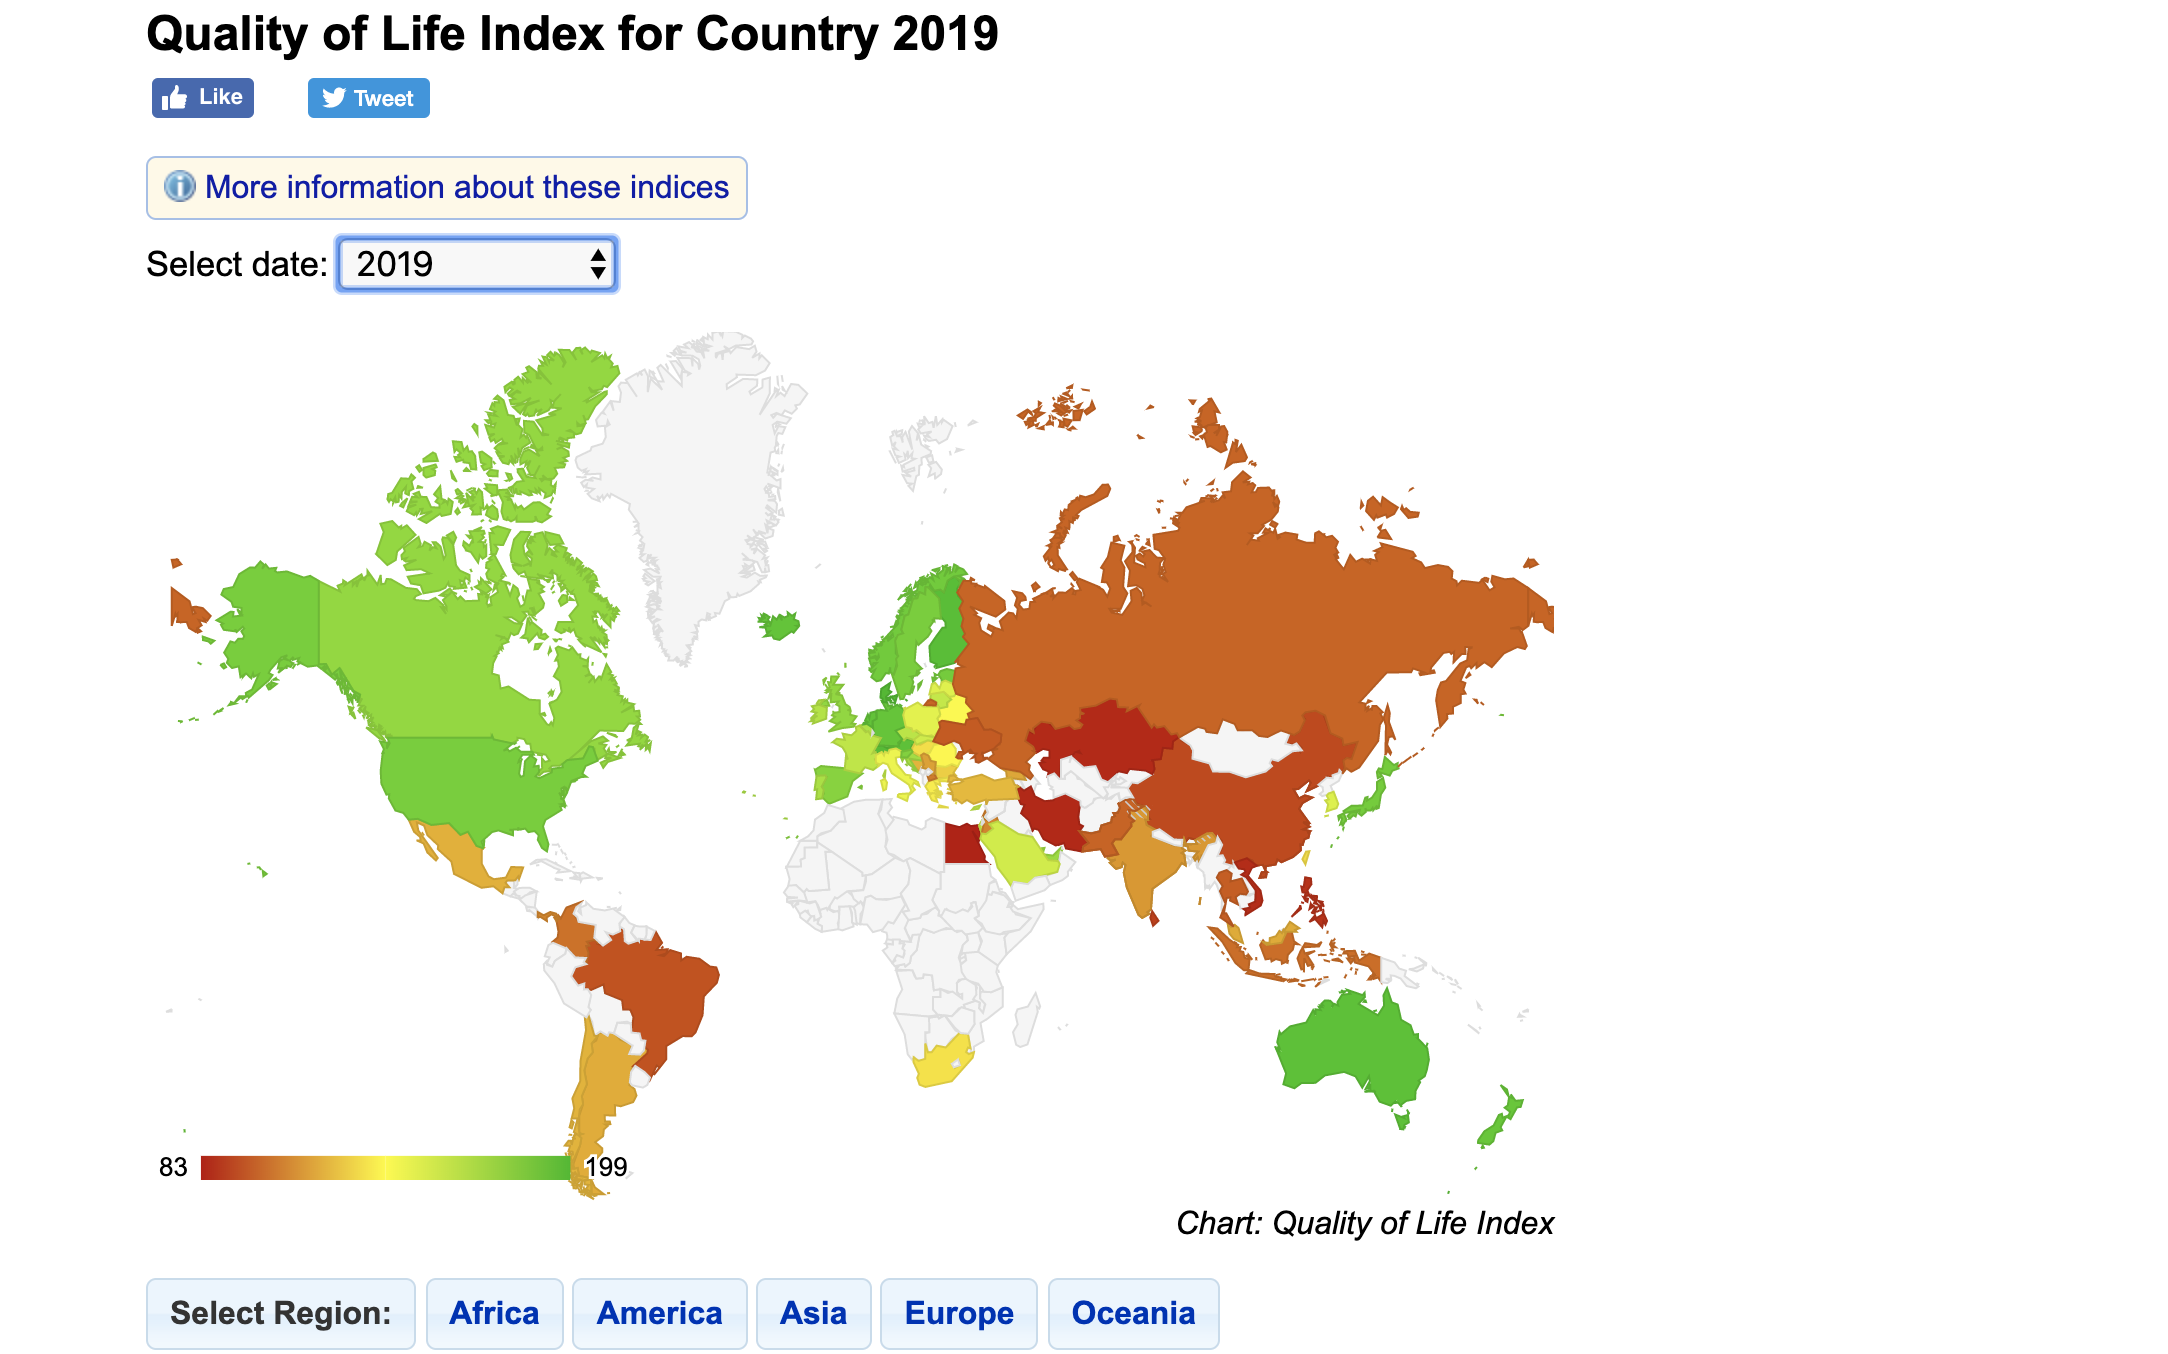 Quality of Life Index for Country 2019
Like
Tweet
More information about these indices
Select date: 2019
83
199
Chart: Quality of Life Index
Select Region: Africa America Asia Europe Oceania